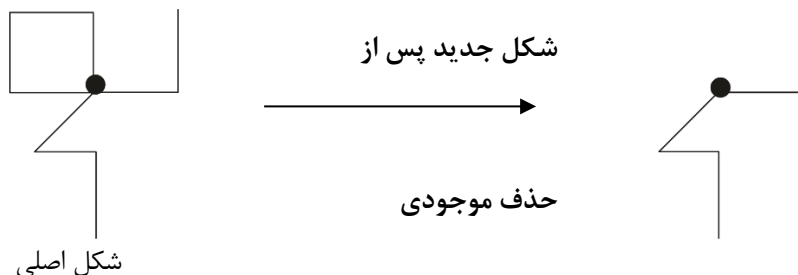 شکل جدید پس از
حذف موجودی
شکل اصلی